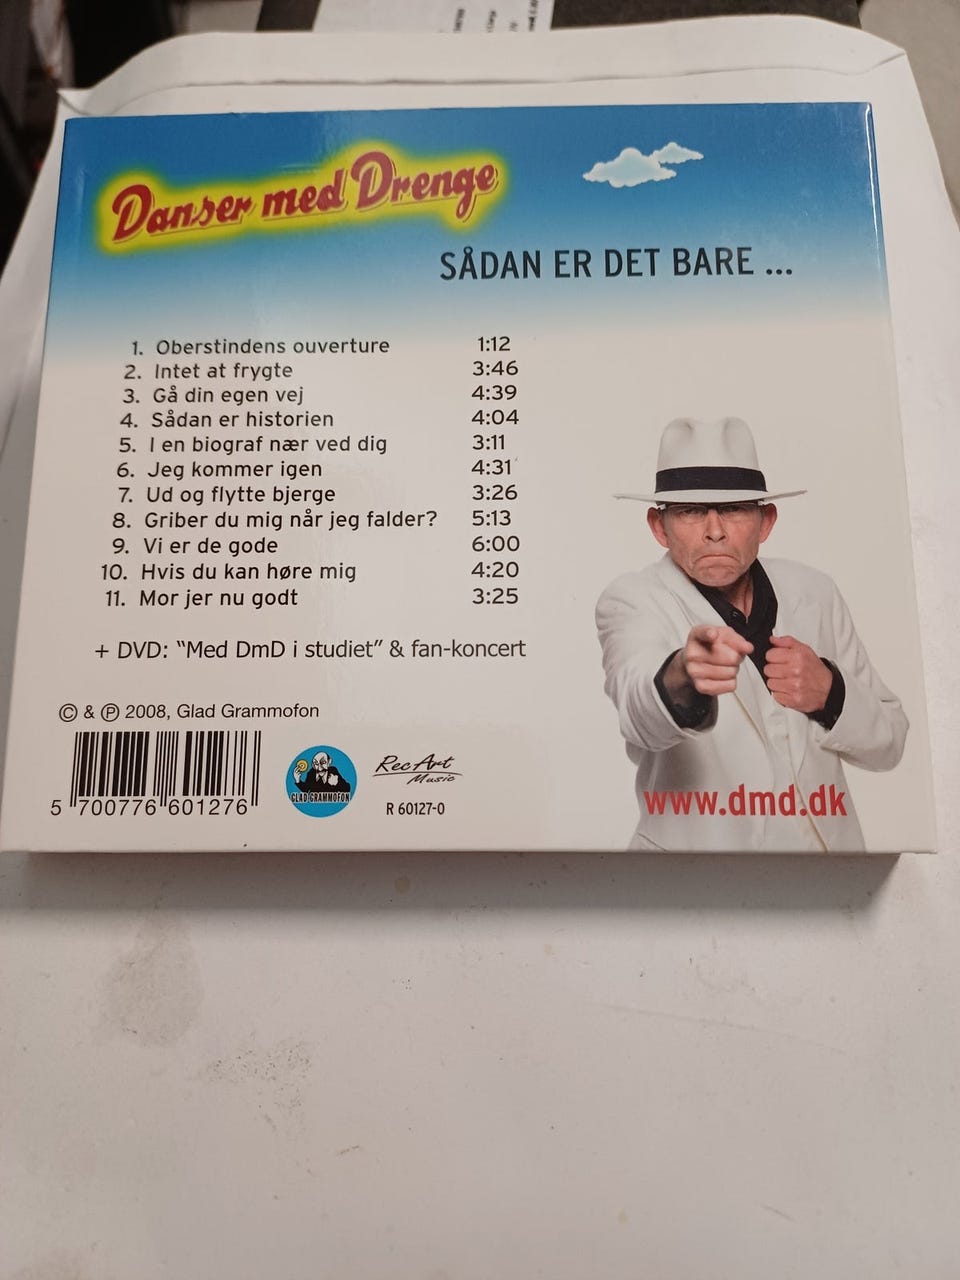 Danser med Drenge
SÅDAN ER DET BARE ...
1. Oberstindens ouverture 1:12
2. Intet at frygte 3:46
3. Gå din egen vej 4:39
4. Sådan er historien 4:04
5. I en biograf nær ved dig 3:11
6. Jeg kommer igen 4:31
7. Ud og flytte bjerge 3:26
8. Griber du mig når jeg falder? 5:13
9. Vi er de gode 6:00
10. Hvis du kan høre mig 4:20
11. Mor jer nu godt 3:25
+ DVD: “Med DmD i studiet” & fan-koncert
© & ℗ 2008, Glad Grammofon
5 700776 601276
GLAD GRAMMOFON
RecArt
Music
R 60127-0
www.dmd.dk